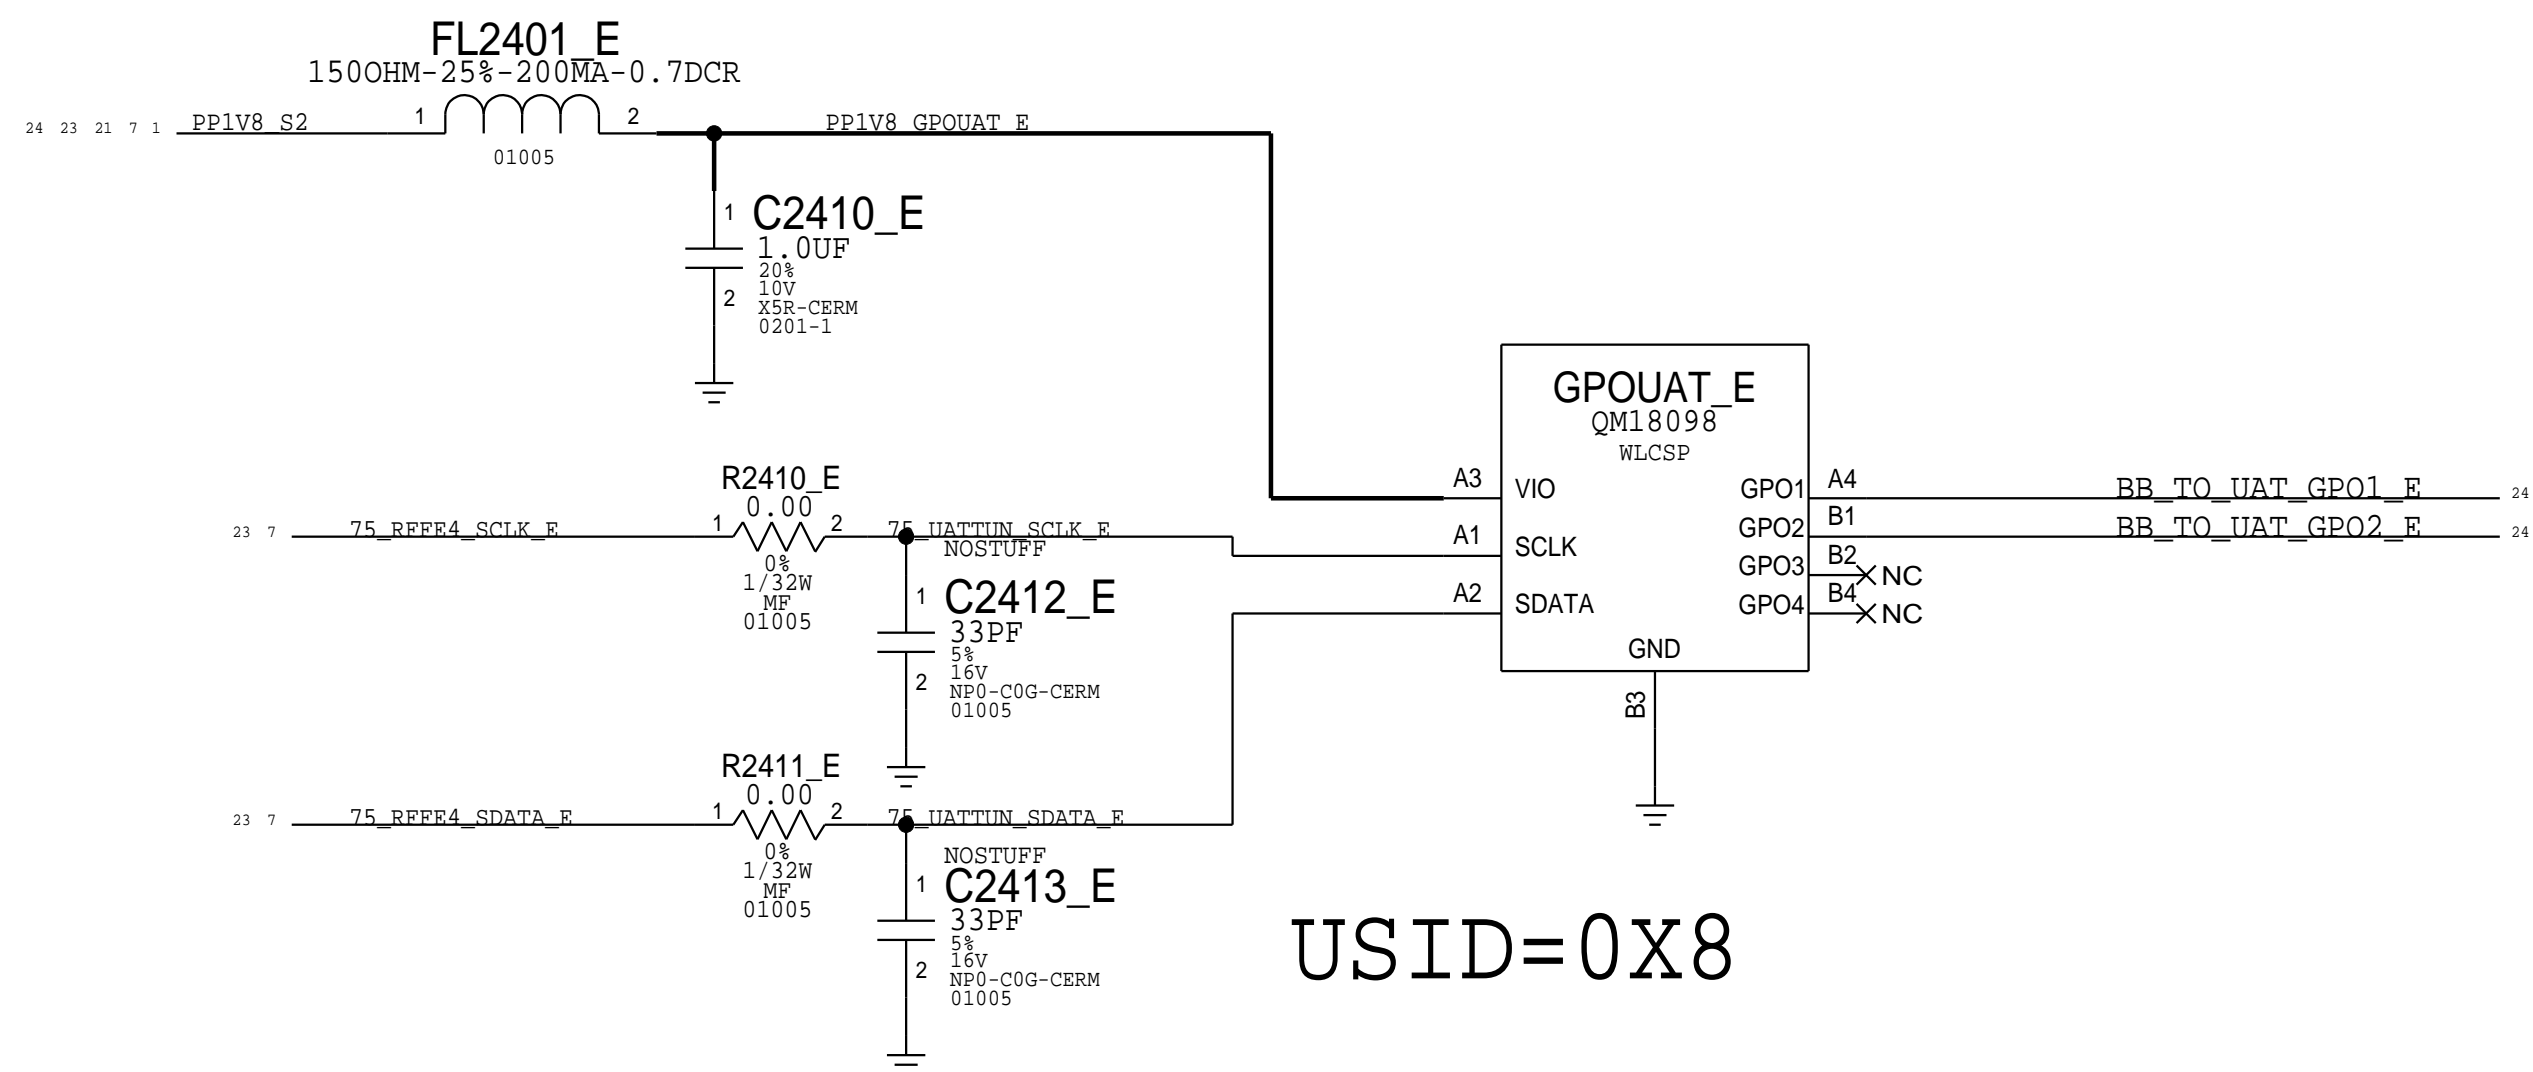 FL2401_E
150OHM-25%-200MA-0.7DCR
24 23 21 7 1 PP1V8_S2 1 2 PP1V8_GPOUAT_E
01005
1 C2410_E
1.0UF
20%
10V
2 X5R-CERM
0201-1
GPOUAT_E
QM18098
WLCSP
A3 VIO GPO1 A4 BB_TO_UAT_GPO1_E 24
GPO2 B1 BB_TO_UAT_GPO2_E 24
A1 SCLK
GPO3 B2 NC
A2 SDATA GPO4 B4 NC
GND
B3
R2410_E
0.00
23 7 75_RFFE4_SCLK_E 1 2 75_UATTUN_SCLK_E
0%
1/32W
MF
01005
NOSTUFF
1 C2412_E
33PF
5%
16V
2 NP0-C0G-CERM
01005
R2411_E
0.00
23 7 75_RFFE4_SDATA_E 1 2 75_UATTUN_SDATA_E
0%
1/32W
MF
01005
NOSTUFF
1 C2413_E
33PF
5%
16V
2 NP0-C0G-CERM
01005
USID=0X8